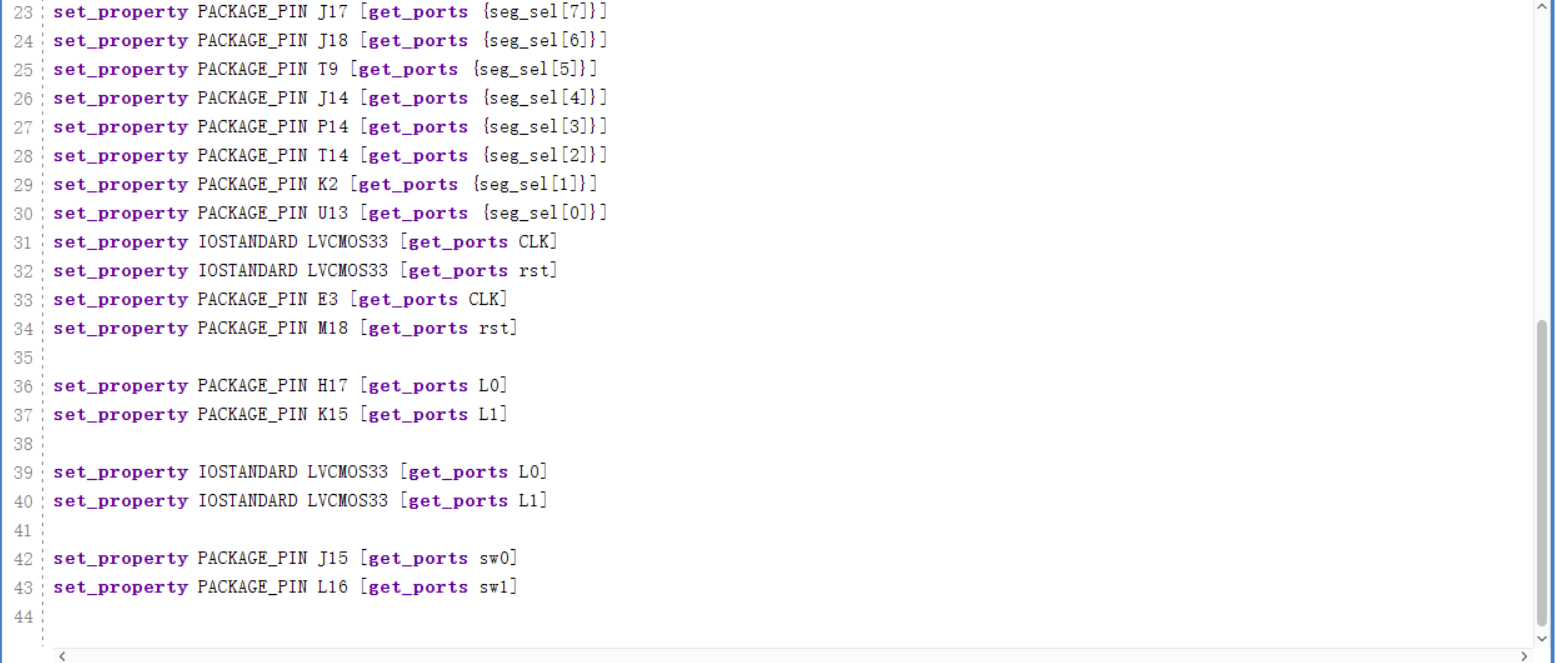 23 set_property PACKAGE_PIN J17 [get_ports {seg_sel[7]}]
24 set_property PACKAGE_PIN J18 [get_ports {seg_sel[6]}]
25 set_property PACKAGE_PIN T9 [get_ports {seg_sel[5]}]
26 set_property PACKAGE_PIN J14 [get_ports {seg_sel[4]}]
27 set_property PACKAGE_PIN P14 [get_ports {seg_sel[3]}]
28 set_property PACKAGE_PIN T14 [get_ports {seg_sel[2]}]
29 set_property PACKAGE_PIN K2 [get_ports {seg_sel[1]}]
30 set_property PACKAGE_PIN U13 [get_ports {seg_sel[0]}]
31 set_property IOSTANDARD LVCMOS33 [get_ports CLK]
32 set_property IOSTANDARD LVCMOS33 [get_ports rst]
33 set_property PACKAGE_PIN E3 [get_ports CLK]
34 set_property PACKAGE_PIN M18 [get_ports rst]
35
36 set_property PACKAGE_PIN H17 [get_ports L0]
37 set_property PACKAGE_PIN K15 [get_ports L1]
38
39 set_property IOSTANDARD LVCMOS33 [get_ports L0]
40 set_property IOSTANDARD LVCMOS33 [get_ports L1]
41
42 set_property PACKAGE_PIN J15 [get_ports sw0]
43 set_property PACKAGE_PIN L16 [get_ports sw1]
44